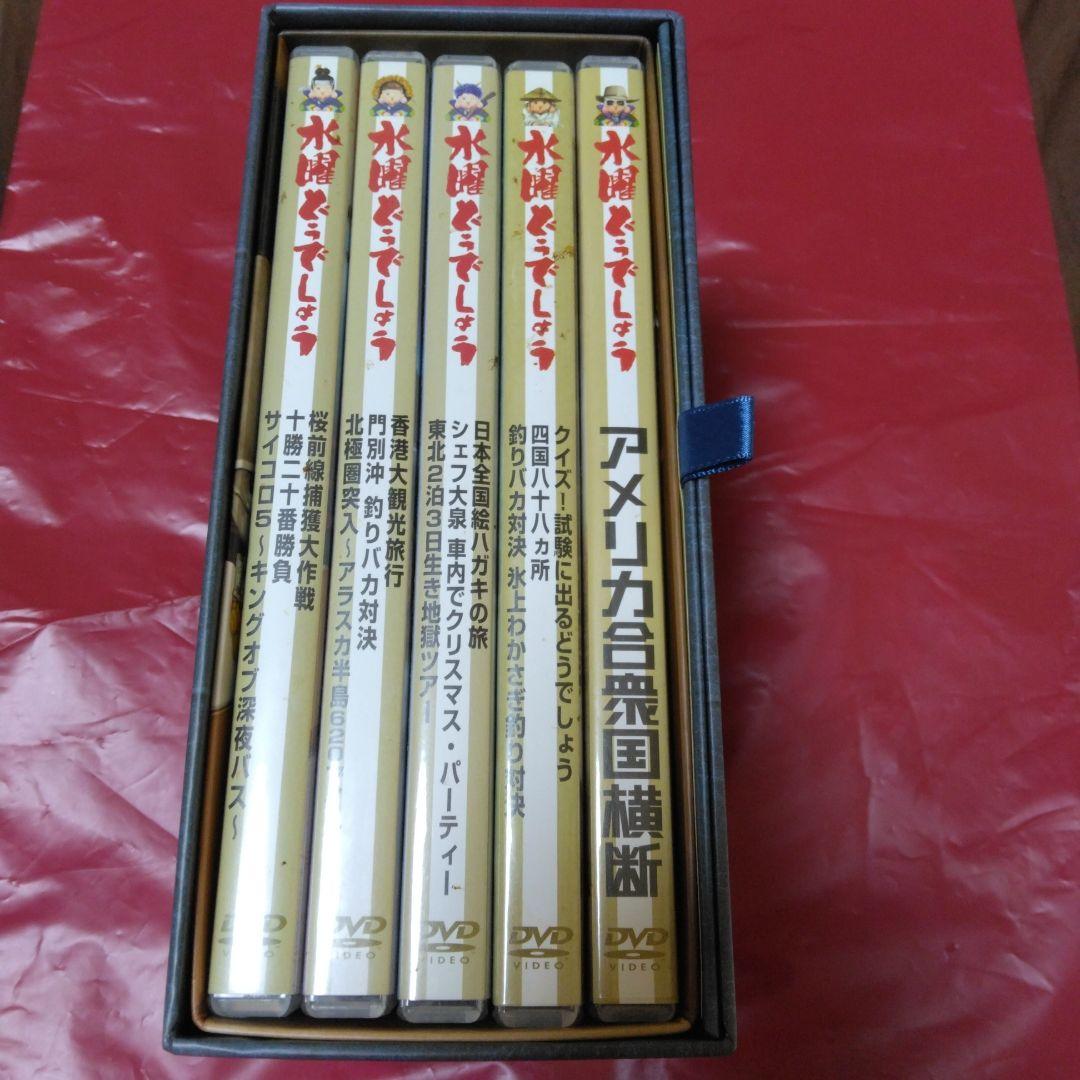 水曜どうでしょう
桜前線捕獲大作戦
十勝二十番勝負
サイコロ5～キングオブ深夜バス～
DVD
VIDEO
水曜どうでしょう
香港大観光旅行
門別沖 釣りバカ対決
北極圏突入～アラスカ半島620
DVD
VIDEO
水曜どうでしょう
日本全国絵ハガキの旅
シェフ大泉 車内でクリスマス・パーティー
東北2泊3日生き地獄ツアー
DVD
VIDEO
水曜どうでしょう
クイズ!試験に出るどうでしょう
四国八十八ヵ所
釣りバカ対決 氷上わかさぎ釣り対決
DVD
VIDEO
水曜どうでしょう
アメリカ合衆国横断
DVD
VIDEO